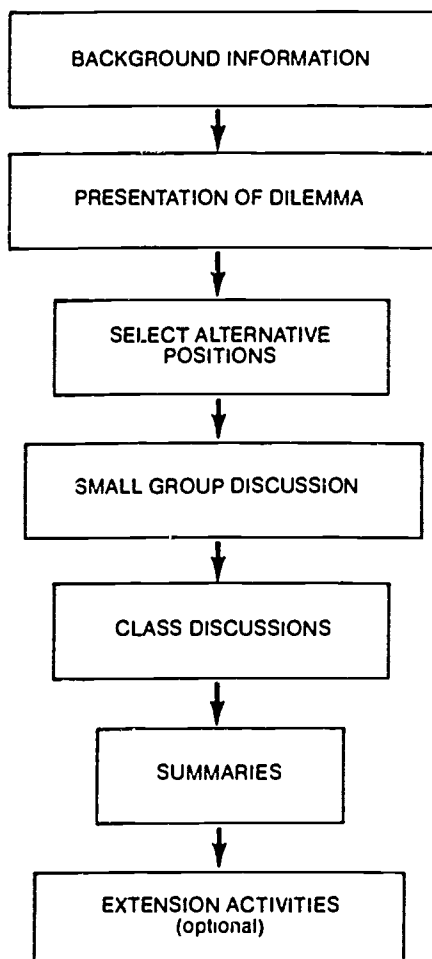 BACKGROUND INFORMATION
PRESENTATION OF DILEMMA
SELECT ALTERNATIVE
POSITIONS
SMALL GROUP DISCUSSION
CLASS DISCUSSIONS
SUMMARIES
EXTENSION ACTIVITIES
(optional)